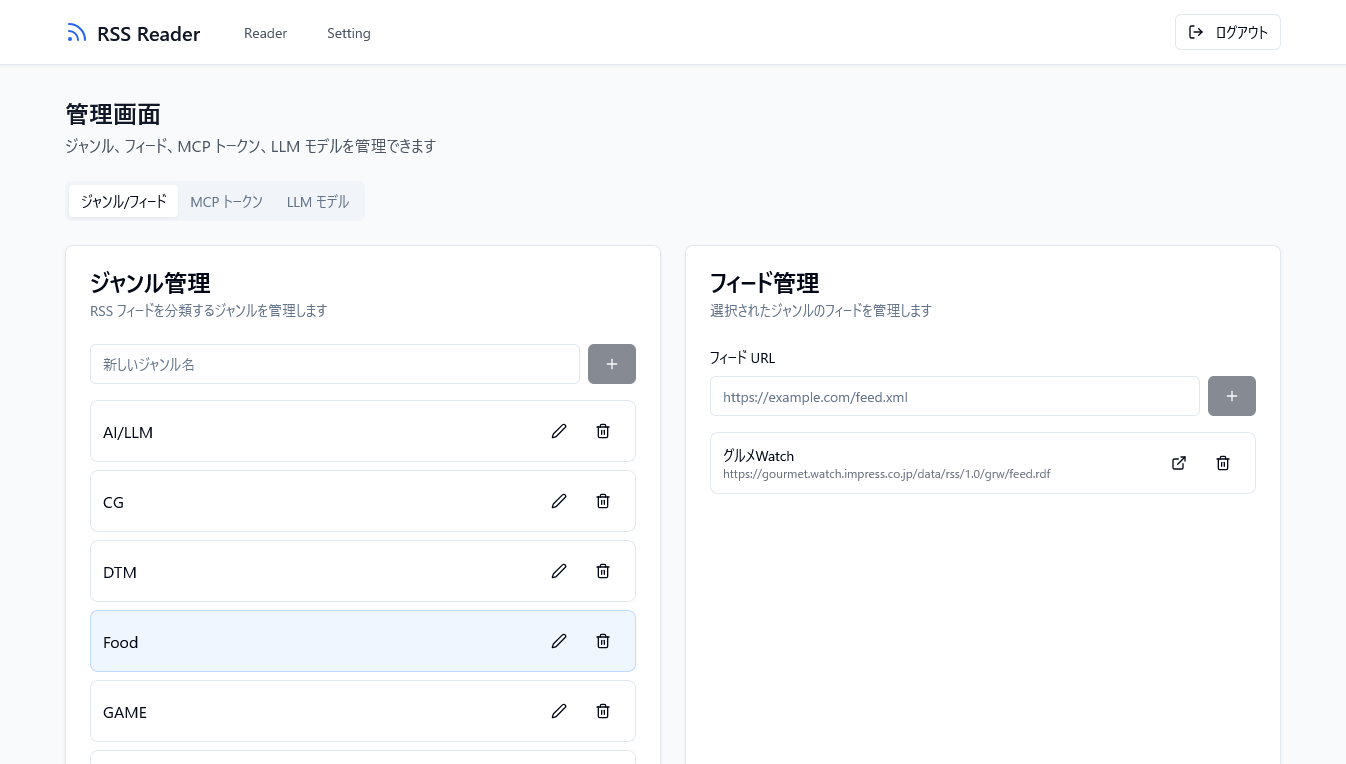 RSS Reader
Reader
Setting
ログアウト
管理画面
ジャンル、フィード、MCP トークン、LLM モデルを管理できます
ジャンル/フィード
MCP トークン
LLM モデル
ジャンル管理
RSS フィードを分類するジャンルを管理します
新しいジャンル名
AI/LLM
CG
DTM
Food
GAME
フィード管理
選択されたジャンルのフィードを管理します
フィード URL
https://example.com/feed.xml
グルメWatch
https://gourmet.watch.impress.co.jp/data/rss/1.0/grw/feed.rdf